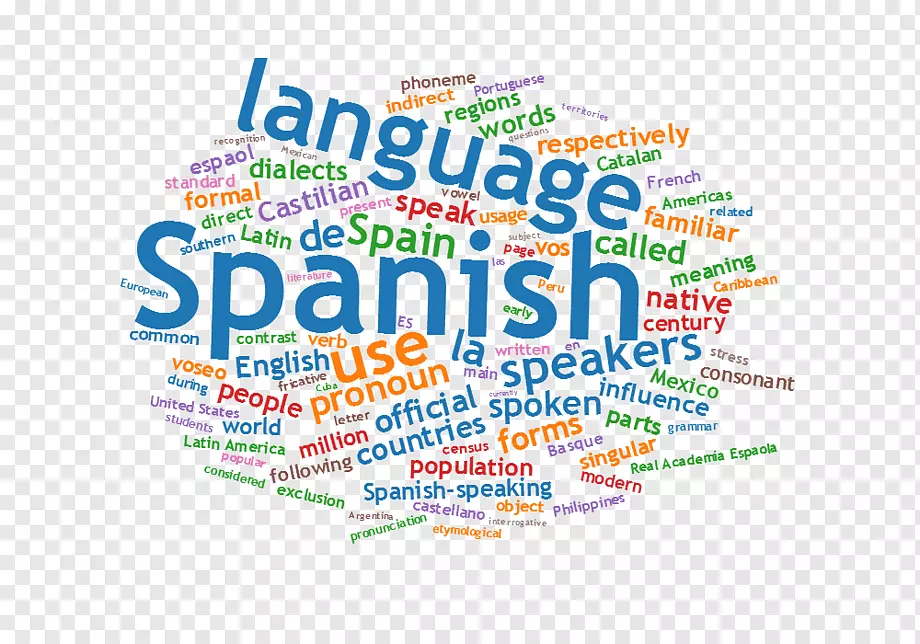 language
phoneme
Portuguese
indirect
regions
territories
words
questions
respectively
recognition
Mexican
espaol
dialects
Catalan
standard
formal
Castilian
vowel
French
Americas
present
speak
usage
related
direct
familiar
southern
Latin
de
Spain
subject
page
vos
called
las
Spanish
meaning
literature
Peru
Caribbean
European
native
early
century
ES
common
contrast
verb
use
la
written
en
speakers
stress
voseo
English
main
consonant
during
fricative
Cuba
Mexico
people
pronoun
currently
influence
United States
official
spoken
students
world
letter
parts
grammar
Latin America
million
countries
forms
census
Basque
singular
popular
following
population
Real Academia Espaola
considered
modern
exclusion
Spanish-speaking
castellano
object
Philippines
Argentina
interrogative
pronunciation
etymological